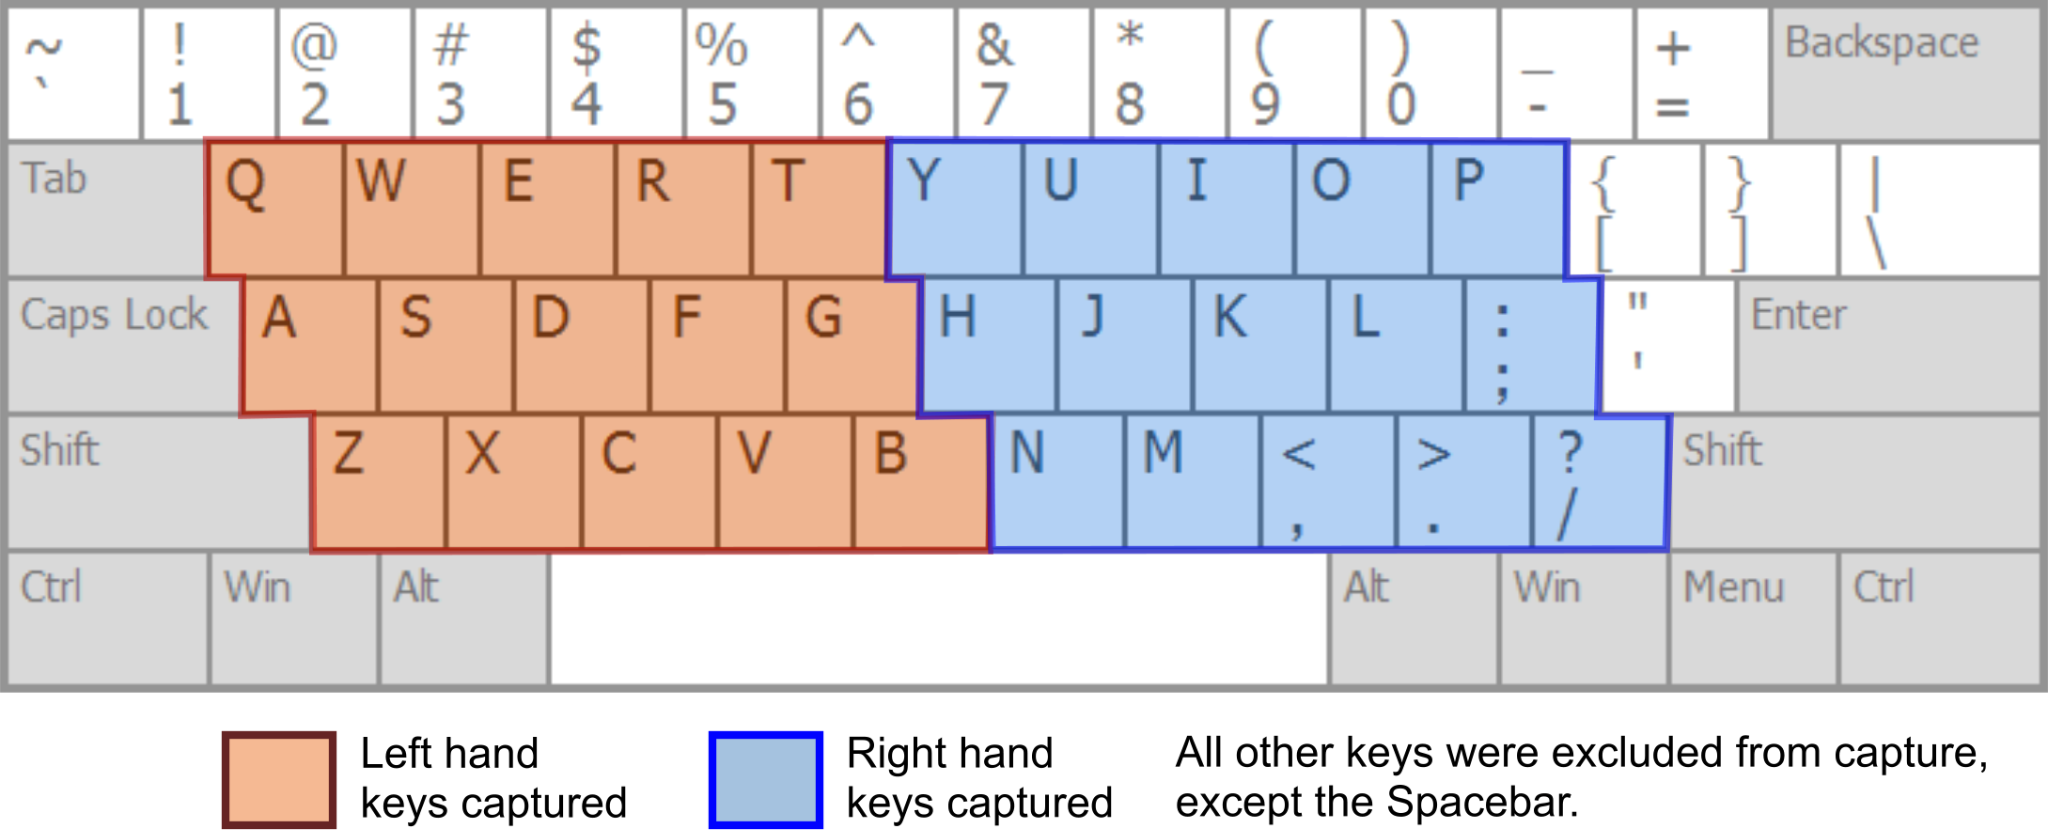 ~ ! @ # $ % ^ & * ( ) _ + Backspace
` 1 2 3 4 5 6 7 8 9 0 - =
Tab Q W E R T Y U I O P { } |
[ ] \
Caps Lock A S D F G H J K L : " Enter
; '
Shift Z X C V B N M < > ? Shift
, . /
Ctrl Win Alt Alt Win Menu Ctrl
Left hand
keys captured
Right hand
keys captured
All other keys were excluded from capture,
except the Spacebar.